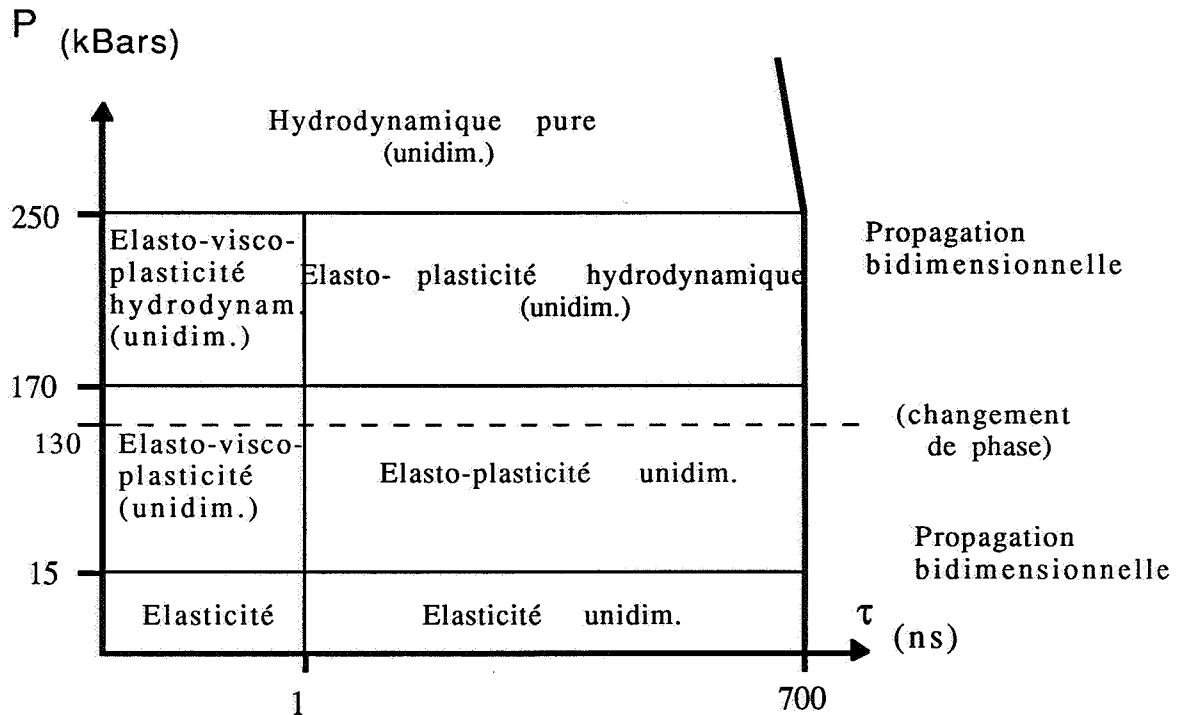 P
(kBars)
Hydrodynamique pure
(unidim.)
250
Elasto-visco-
plasticité
hydrodynam.
(unidim.)
Elasto- plasticité hydrodynamique
(unidim.)
Propagation
bidimensionnelle
170
130
(changement
de phase)
Elasto-visco-
plasticité
(unidim.)
Elasto-plasticité unidim.
Propagation
bidimensionnelle
15
Elasticité
Elasticité unidim.
τ
(ns)
1
700